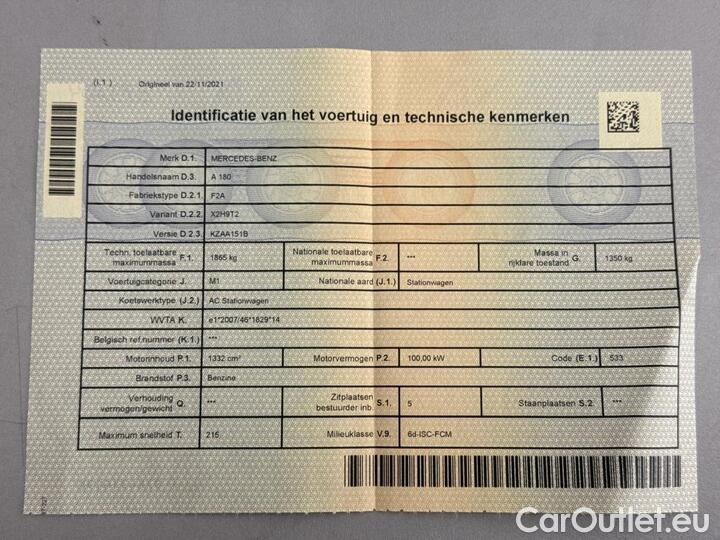 (I.1.) Origineel van 22/11/2021
Identificatie van het voertuig en technische kenmerken
Merk D.1. MERCEDES-BENZ
Handelsnaam D.3. A 180
Fabriekstype D.2.1. F2A
Variant D.2.2. X2H9T2
Versie D.2.3. KZAA151B
Techn. toelaatbare maximummassa F.1. 1865 kg Nationale toelaatbare maximummassa F.2. *** Massa in rijklare toestand G. 1350 kg
Voertuigcategorie J. M1 Nationale aard (J.1.) Stationwagen
Koetswerktype (J.2.) AC Stationwagen
WVTA K. e1*2007/46*1829*14
Belgisch ref.nummer (K.1.) ***
Motorinhoud P.1. 1332 cm³ Motorvermogen P.2. 100,00 kW Code (E.1.) 533
Brandstof P.3. Benzine
Verhouding vermogen/gewicht Q. *** Zitplaatsen bestuurder inb. S.1. 5 Staanplaatsen S.2. ***
Maximum snelheid T. 215 Milieuklasse V.9. 6d-ISC-FCM
CarOutlet.eu